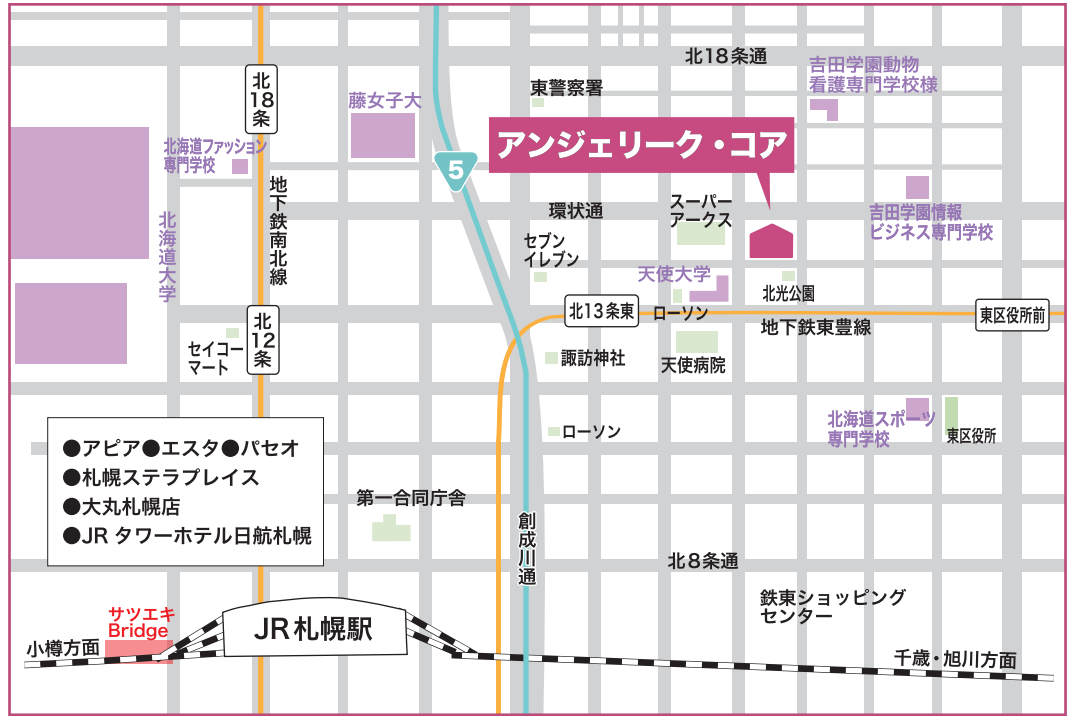 北18条通
吉田学園動物
看護専門学校様
北
18
条
藤女子大
東警察署
アンジェリーク・コア
北海道ファッション
専門学校
5
地下鉄南北線
環状通
スーパー
アークス
吉田学園情報
ビジネス専門学校
北海道大学
セブン
イレブン
天使大学
北光公園
北13条東
ローソン
東区役所前
地下鉄東豊線
北
12
条
セイコー
マート
諏訪神社
天使病院
北海道スポーツ
専門学校
東区役所
ローソン
●アピア●エスタ●パセオ
●札幌ステラプレイス
●大丸札幌店
●JRタワーホテル日航札幌
第一合同庁舎
創成川通
北8条通
鉄東ショッピング
センター
サツエキ
Bridge
JR札幌駅
小樽方面
千歳・旭川方面